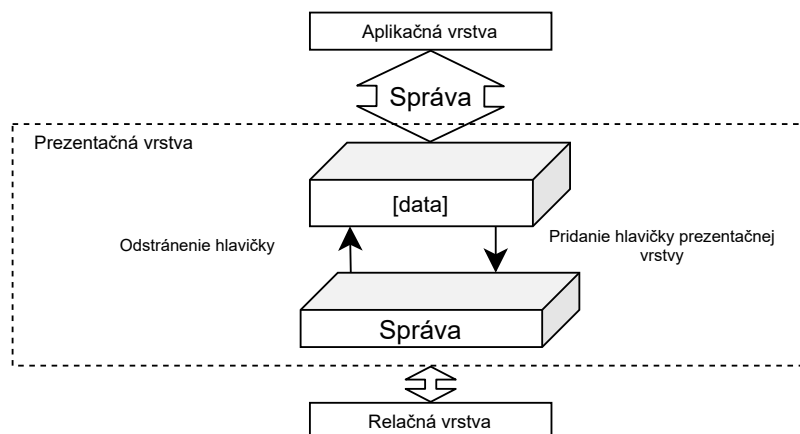 Aplikačná vrstva
Správa
Prezentačná vrstva
[data]
Odstránenie hlavičky
Pridanie hlavičky prezentačnej
vrstvy
Správa
Relačná vrstva